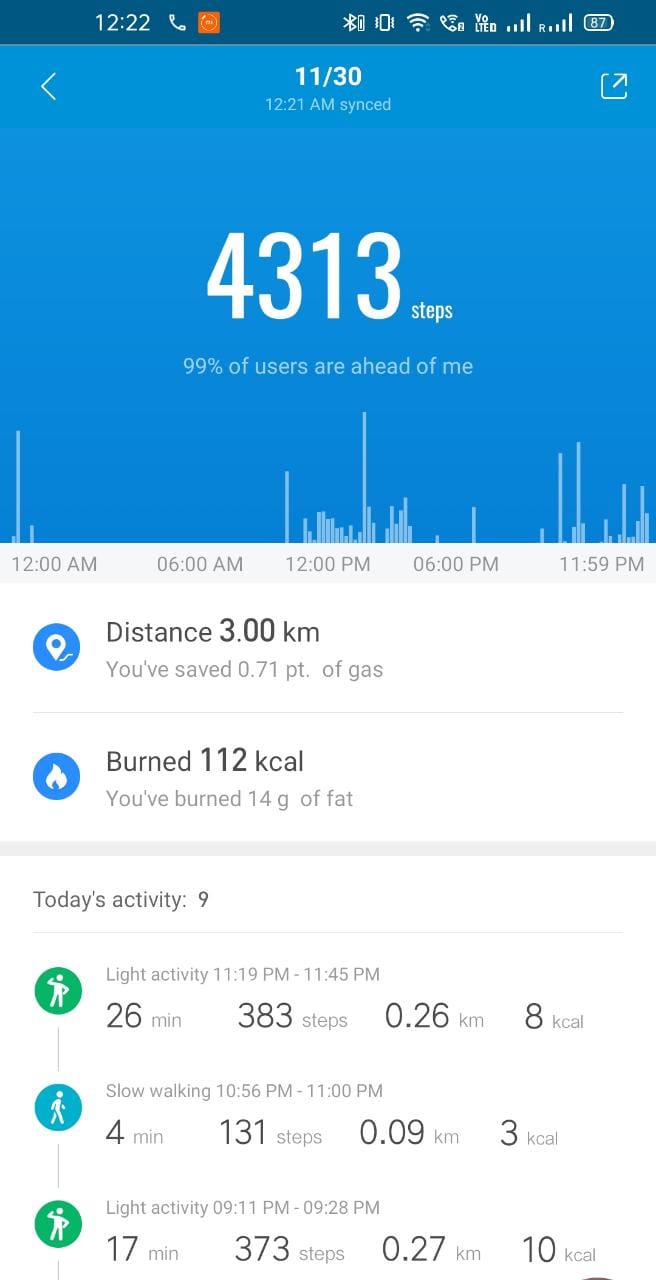 12:22 87
11/30
12:21 AM synced
4313 steps
99% of users are ahead of me
12:00 AM 06:00 AM 12:00 PM 06:00 PM 11:59 PM
Distance 3.00 km
You've saved 0.71 pt. of gas
Burned 112 kcal
You've burned 14 g of fat
Today's activity: 9
Light activity 11:19 PM - 11:45 PM
26 min 383 steps 0.26 km 8 kcal
Slow walking 10:56 PM - 11:00 PM
4 min 131 steps 0.09 km 3 kcal
Light activity 09:11 PM - 09:28 PM
17 min 373 steps 0.27 km 10 kcal